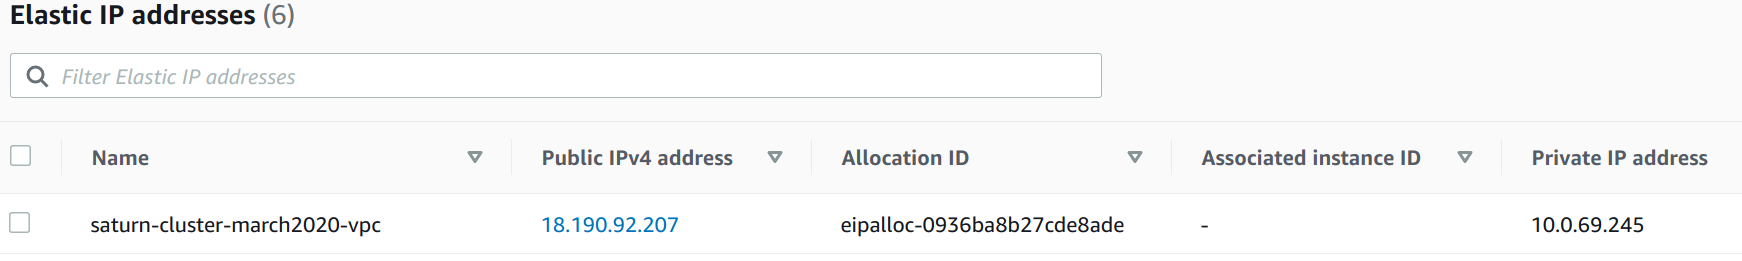 Elastic IP addresses (6)
Filter Elastic IP addresses
Name Public IPv4 address Allocation ID Associated instance ID Private IP address
saturn-cluster-march2020-vpc 18.190.92.207 eipalloc-0936ba8b27cde8ade - 10.0.69.245